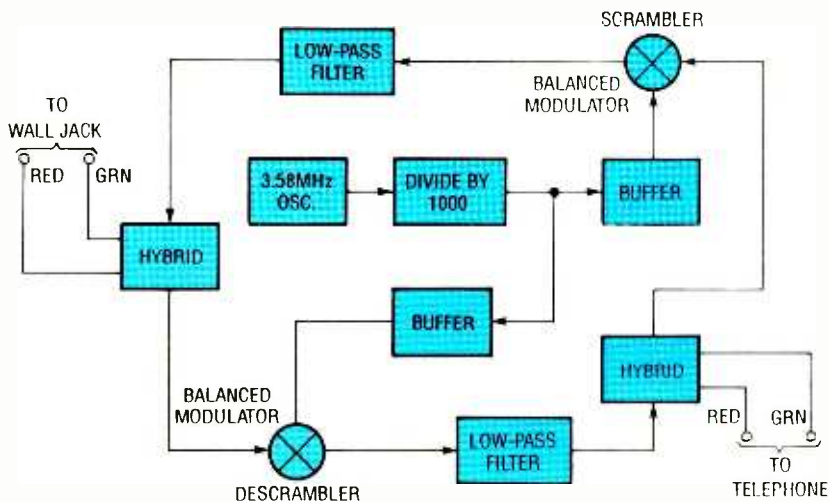 SCRAMBLER
LOW-PASS
FILTER
BALANCED
MODULATOR
TO
WALL JACK
RED GRN
3.58MHz
OSC.
DIVIDE BY
1000
BUFFER
HYBRID
BUFFER
HYBRID
BALANCED
MODULATOR
RED GRN
LOW-PASS
FILTER
TO
TELEPHONE
DESCRAMBLER